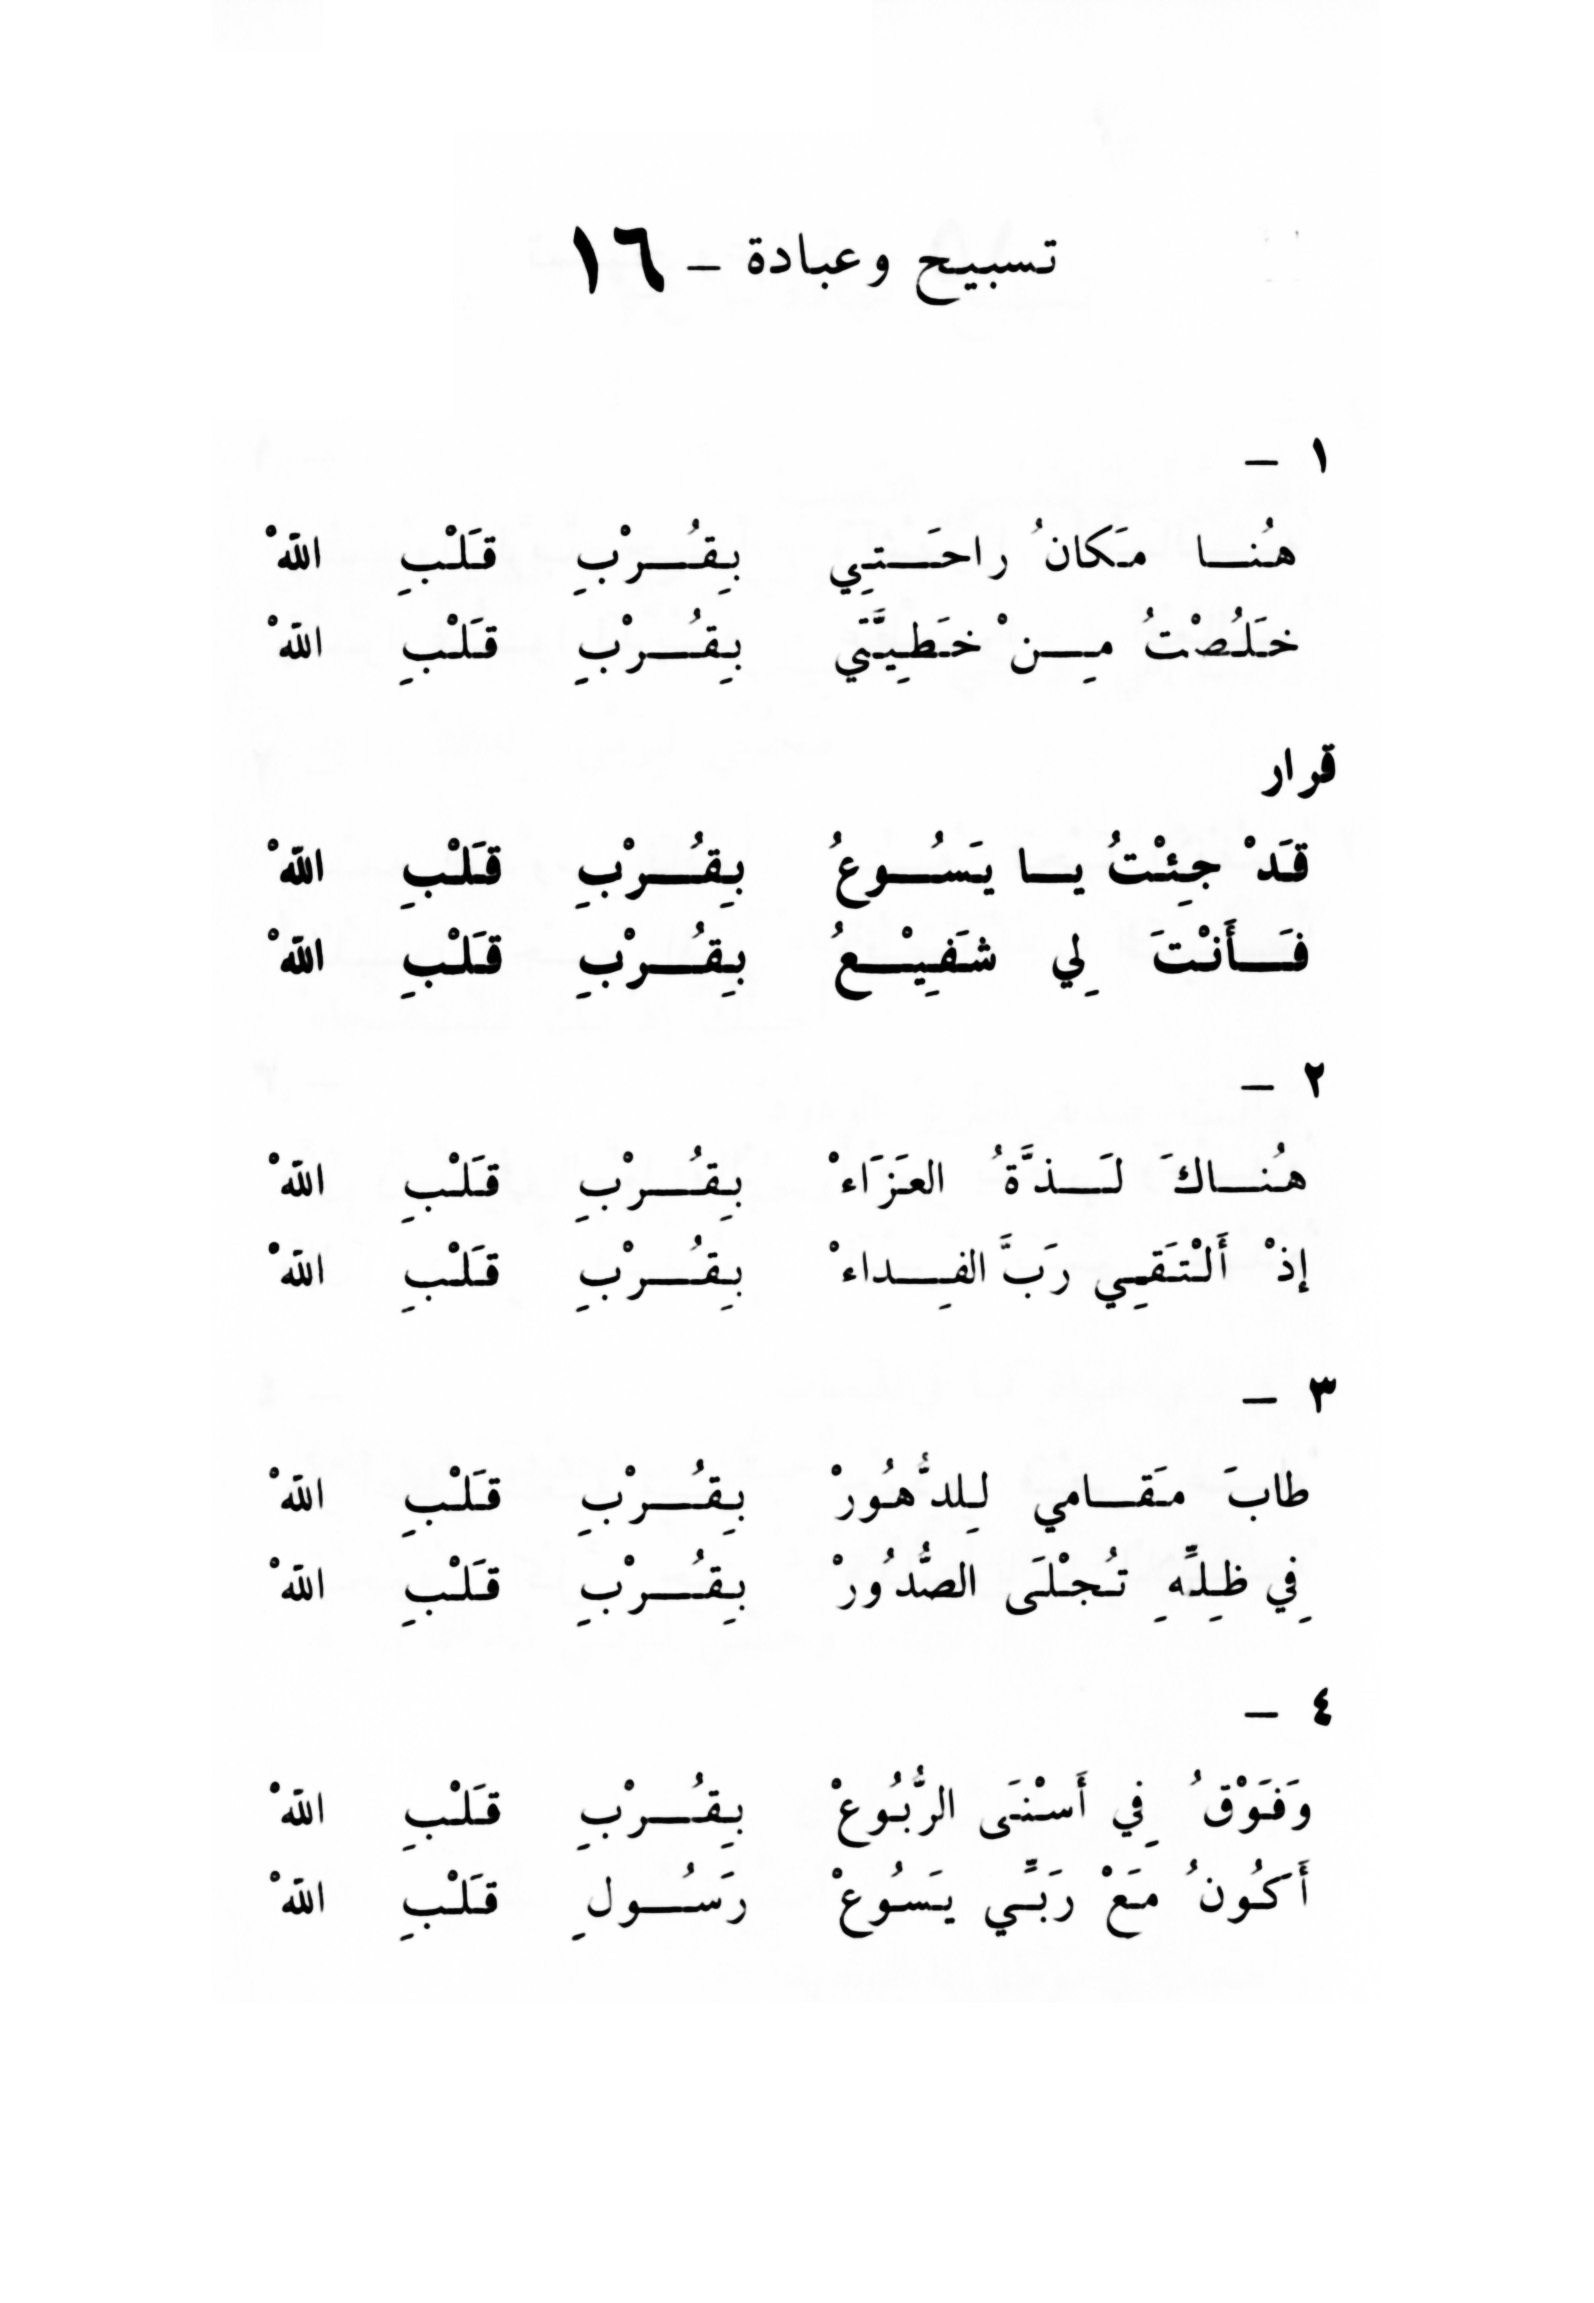 تسبيح وعبادة - ١٦
١ -
هُنا مَكانُ راحَتِي بِقُرْبِ قَلْبِ اللهْ
خَلُصْتُ مِنْ خَطِيَّتي بِقُرْبِ قَلْبِ اللهْ
قرار
قَدْ جِئْتُ يا يَسُوعُ بِقُرْبِ قَلْبِ اللهْ
فَأَنْتَ لِي شَفِيْعُ بِقُرْبِ قَلْبِ اللهْ
٢ -
هُناكَ لَذَّةُ العَزَاءْ بِقُرْبِ قَلْبِ اللهْ
إذْ أَلْتَقِي رَبَّ الفِداءْ بِقُرْبِ قَلْبِ اللهْ
٣ -
طابَ مَقامي لِلدُّهُورْ بِقُرْبِ قَلْبِ اللهْ
فِي ظِلِّهِ تُجْلَى الصُّدُورْ بِقُرْبِ قَلْبِ اللهْ
٤ -
وَفَوْقُ فِي أَسْنَى الرُّبُوعْ بِقُرْبِ قَلْبِ اللهْ
أَكُونُ مَعْ رَبِّي يَسُوعْ رَسُولِ قَلْبِ اللهْ